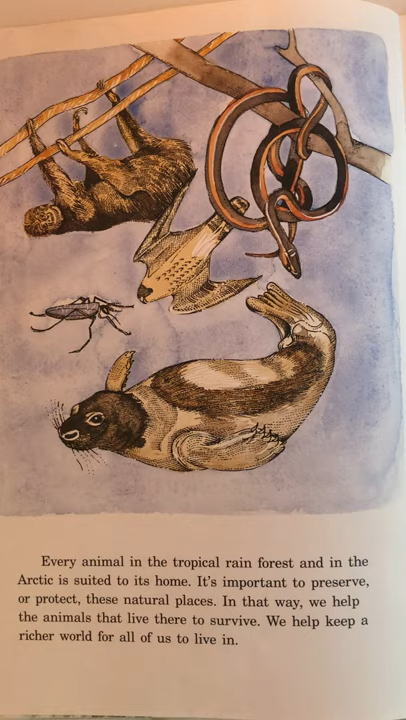 Every animal in the tropical rain forest and in the
Arctic is suited to its home. It's important to preserve,
or protect, these natural places. In that way, we help
the animals that live there to survive. We help keep a
richer world for all of us to live in.